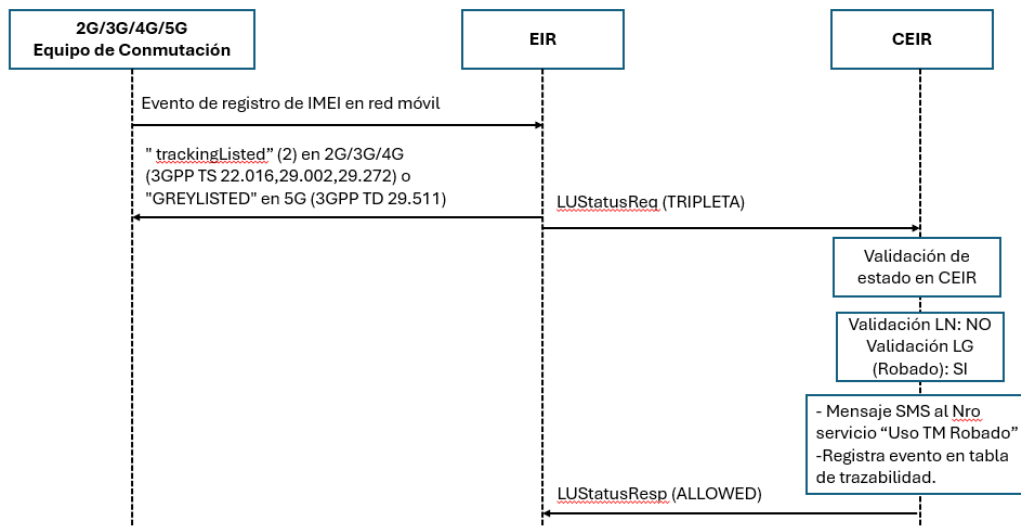 2G/3G/4G/5G
Equipo de Conmutación
EIR
CEIR
Evento de registro de IMEI en red móvil
" trackingListed” (2) en 2G/3G/4G
(3GPP TS 22.016,29.002,29.272) o
"GREYLISTED" en 5G (3GPP TD 29.511)
LUStatusReq (TRIPLETA)
Validación de
estado en CEIR
Validación LN: NO
Validación LG
(Robado): SI
- Mensaje SMS al Nro
servicio “Uso TM Robado”
-Registra evento en tabla
de trazabilidad.
LUStatusResp (ALLOWED)